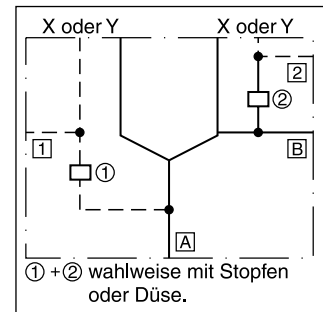 X oder Y X oder Y
2
②
1
B
①
A
① + ② wahlweise mit Stopfen
oder Düse.